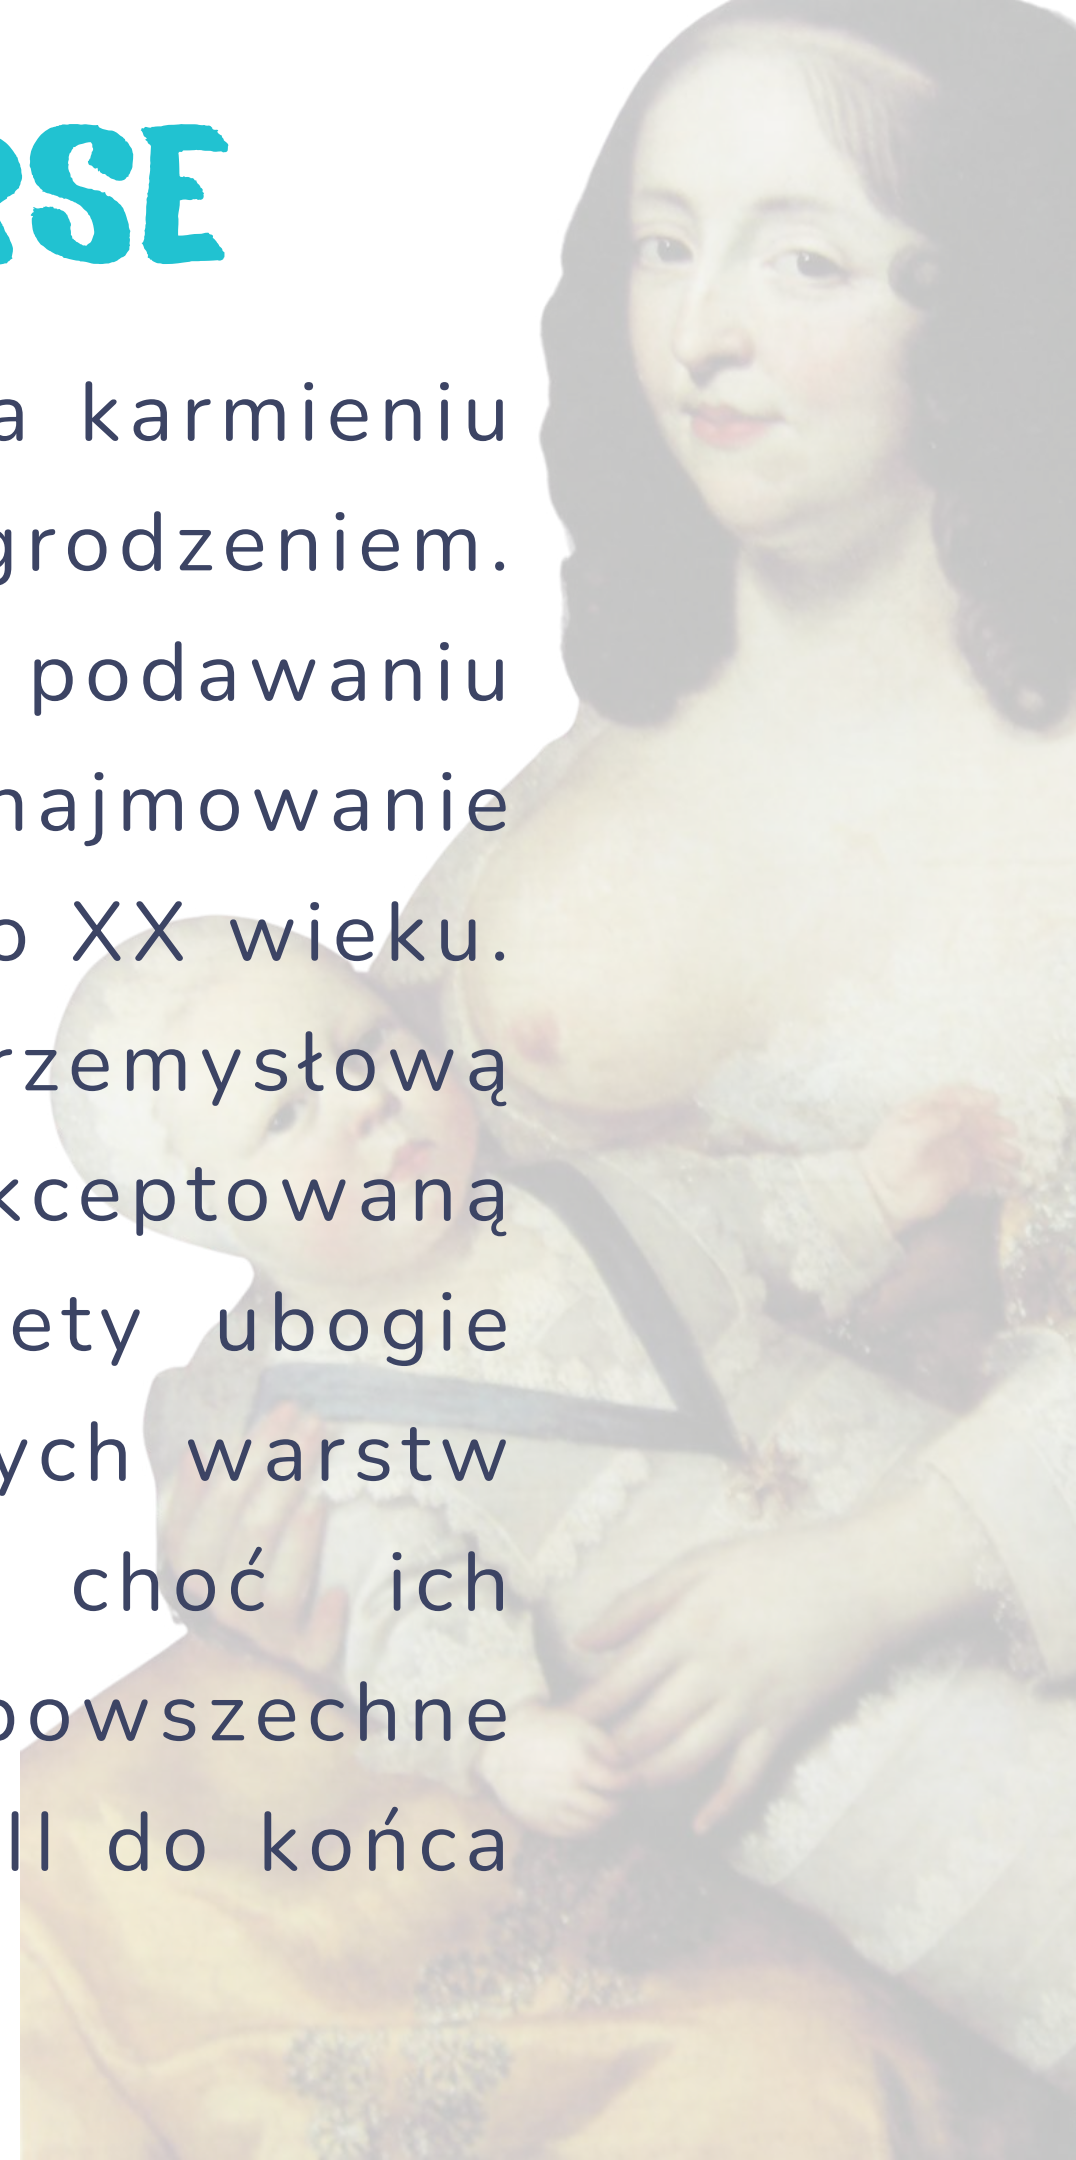 RSE
a karmieniu
grodzeniem.
podawaniu
najmowanie
o XX wieku.
rzemysłową
kceptowaną
ety ubogie
ych warstw
choć ich
powszechne
II do końca